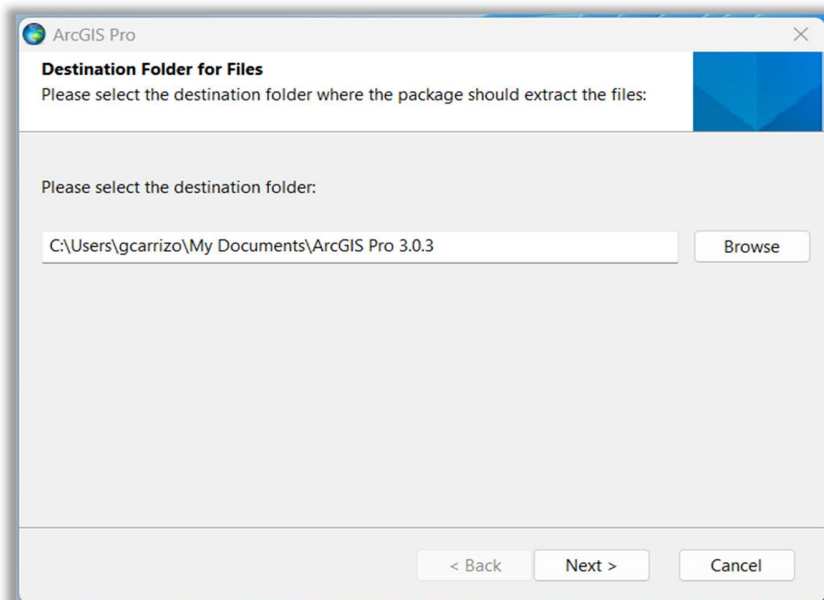 ArcGIS Pro
Destination Folder for Files
Please select the destination folder where the package should extract the files:
Please select the destination folder:
C:\Users\gcarrizo\My Documents\ArcGIS Pro 3.0.3
Browse
< Back
Next >
Cancel